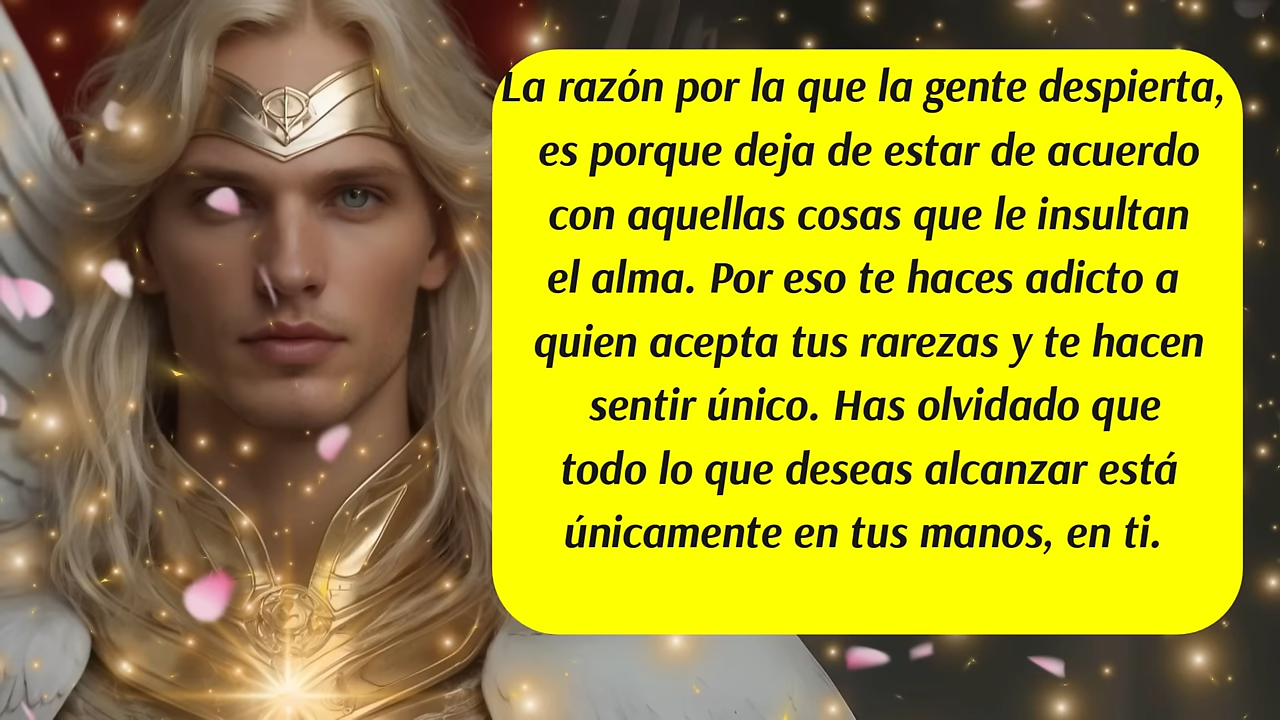 La razón por la que la gente despierta,
es porque deja de estar de acuerdo
con aquellas cosas que le insultan
el alma. Por eso te haces adicto a
quien acepta tus rarezas y te hacen
sentir único. Has olvidado que
todo lo que deseas alcanzar está
únicamente en tus manos, en ti.